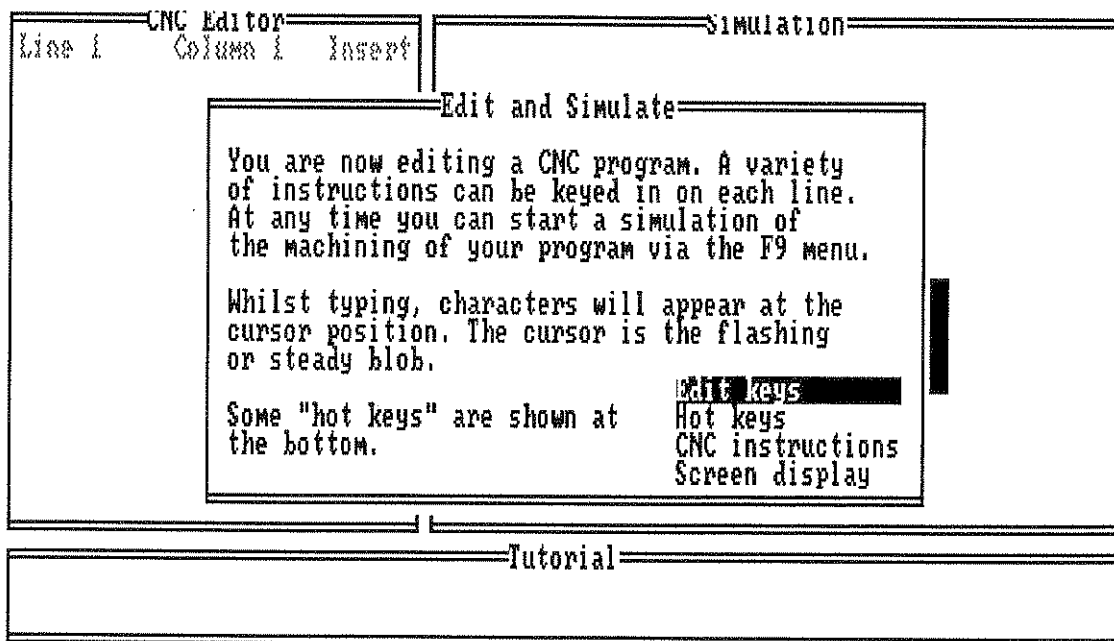 CNC Editor
Simulation
Line 1 Column 1 Insert
Edit and Simulate
You are now editing a CNC program. A variety
of instructions can be keyed in on each line.
At any time you can start a simulation of
the machining of your program via the F9 menu.
Whilst typing, characters will appear at the
cursor position. The cursor is the flashing
or steady blob.
Some "hot keys" are shown at
the bottom.
Edit keys
Hot keys
CNC instructions
Screen display
Tutorial